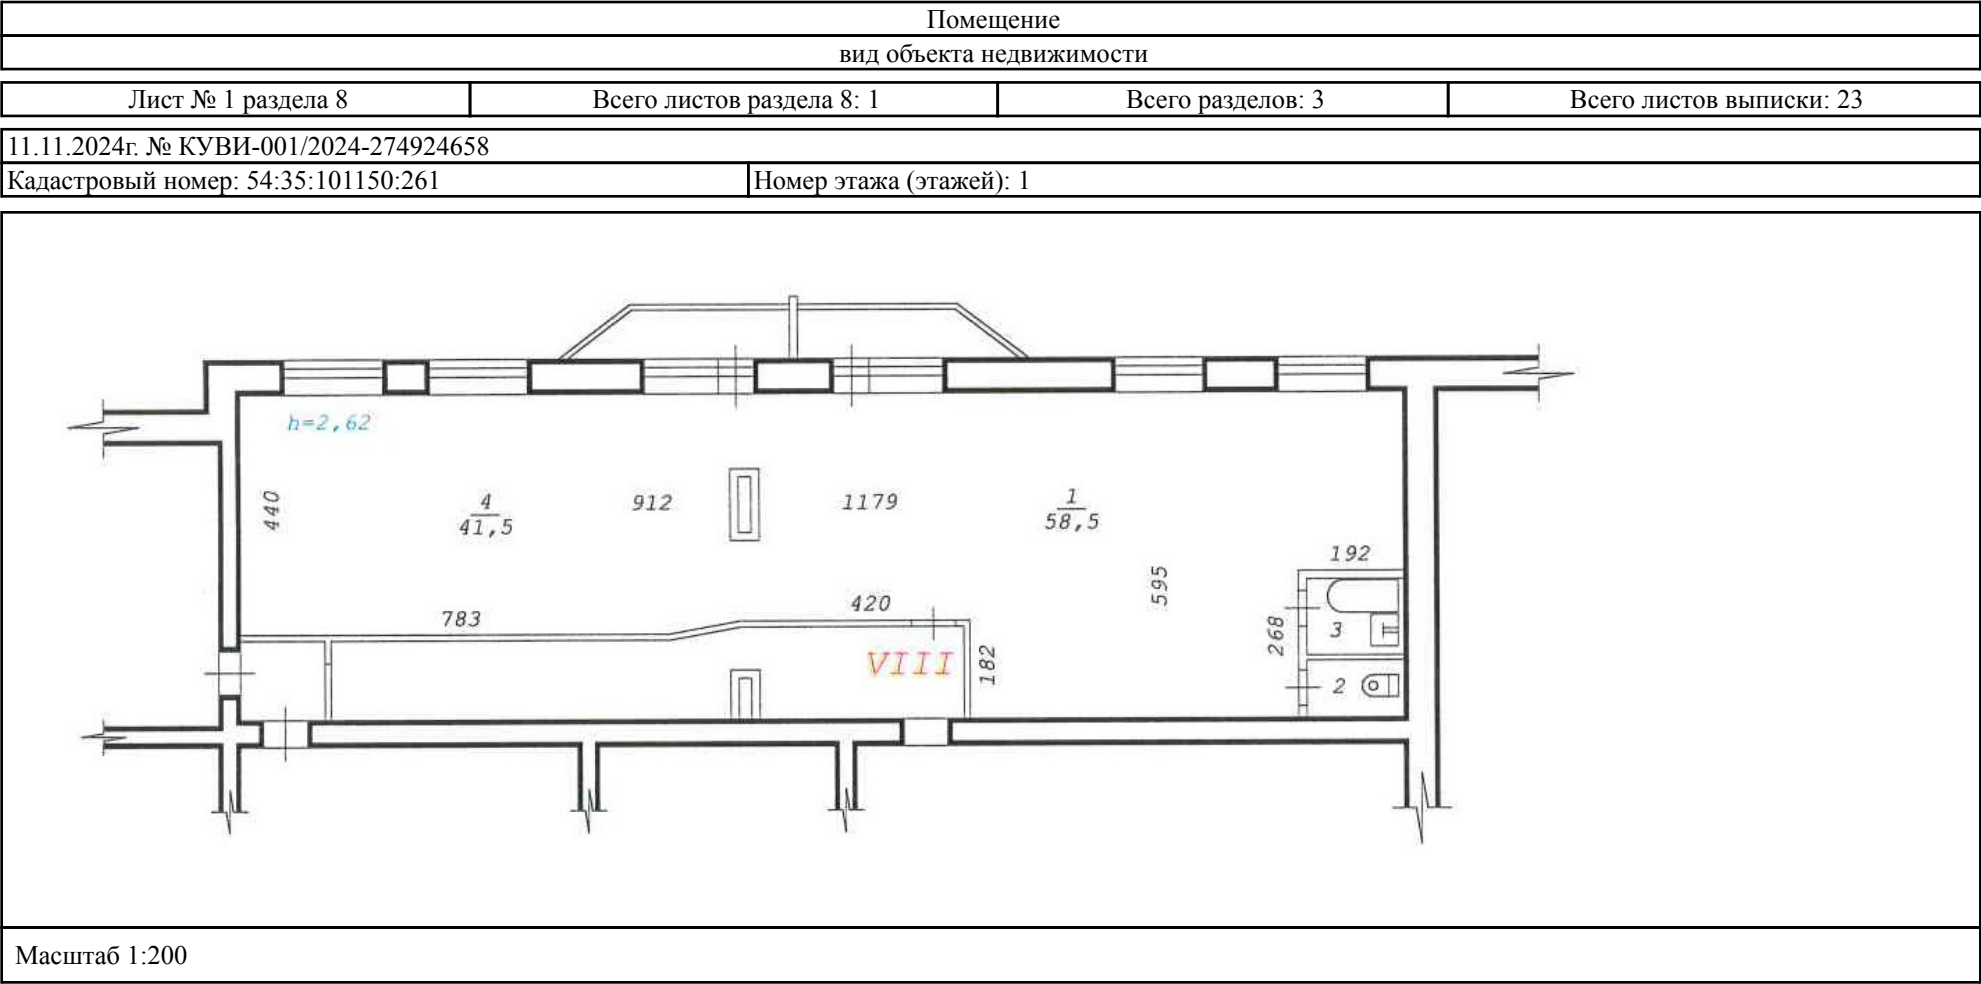 Помещение
вид объекта недвижимости
Лист № 1 раздела 8 Всего листов раздела 8: 1 Всего разделов: 3 Всего листов выписки: 23
11.11.2024г. № КУВИ-001/2024-274924658
Кадастровый номер: 54:35:101150:261 Номер этажа (этажей): 1
h=2,62
440
4
41,5
912
1179
1
58,5
192
595
420
783
268
3
VIII
182
2
Масштаб 1:200